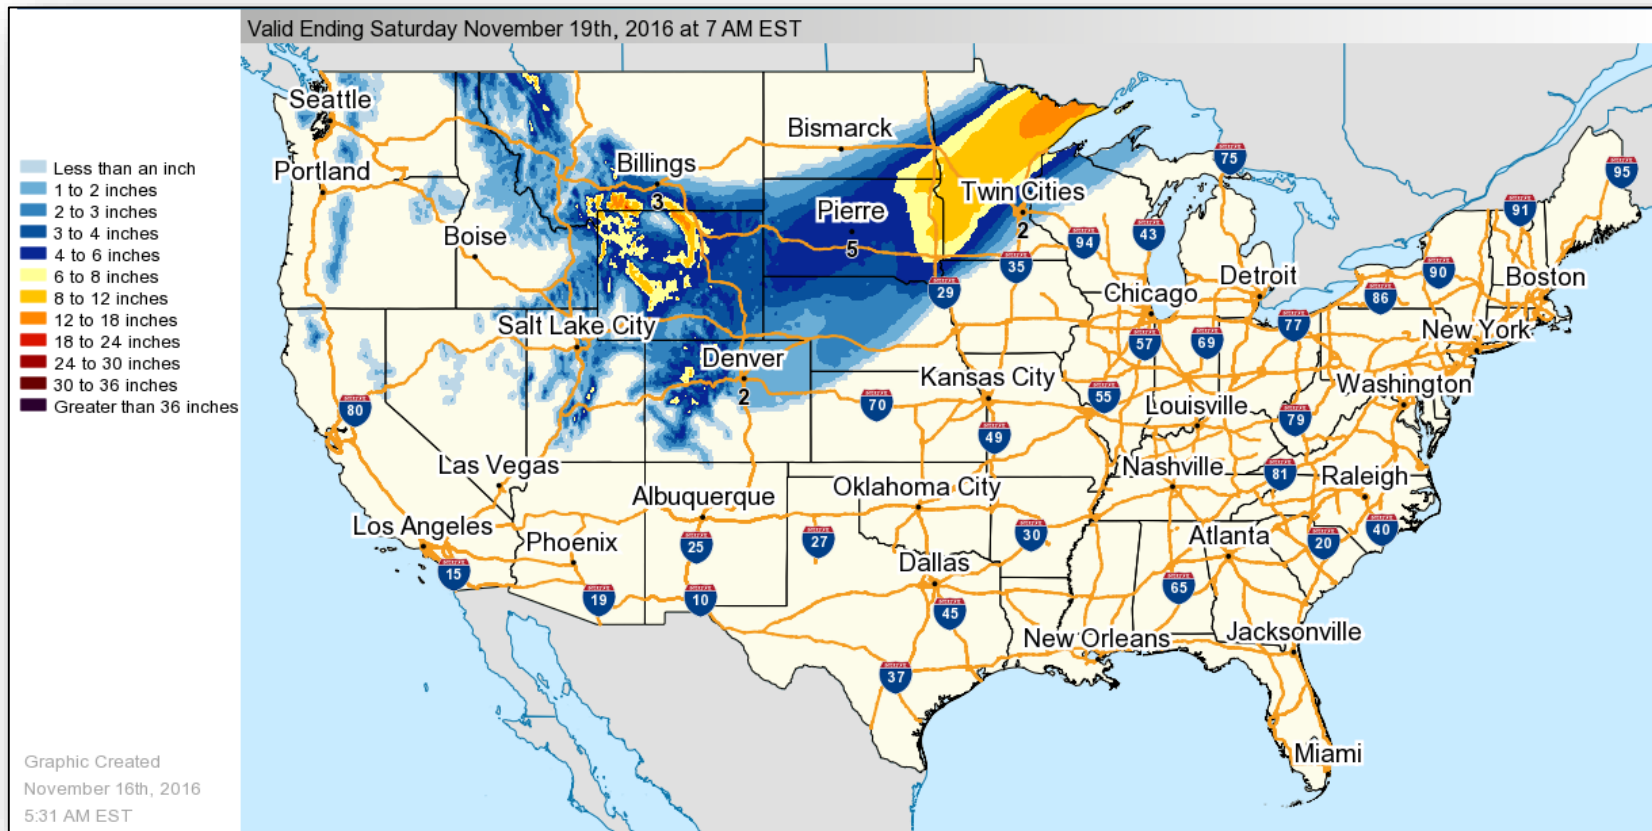 Valid Ending Saturday November 19th, 2016 at 7 AM EST
Less than an inch
1 to 2 inches
2 to 3 inches
3 to 4 inches
4 to 6 inches
6 to 8 inches
8 to 12 inches
12 to 18 inches
18 to 24 inches
24 to 30 inches
30 to 36 inches
Greater than 36 inches
Graphic Created
November 16th, 2016
5:31 AM EST
Seattle
Bismarck
Billings
3
75
95
Portland
Twin Cities
2
Pierre
5
91
Boise
94
43
35
90
Boston
Detroit
86
29
Chicago
Salt Lake City
77
New York
57
69
Denver
2
Kansas City
Washington
80
70
55
Louisville
79
49
Las Vegas
Nashville
81
Raleigh
Albuquerque
Oklahoma City
Los Angeles
Phoenix
25
27
30
Atlanta
20
40
15
Dallas
65
19
10
45
New Orleans
Jacksonville
37
Miami